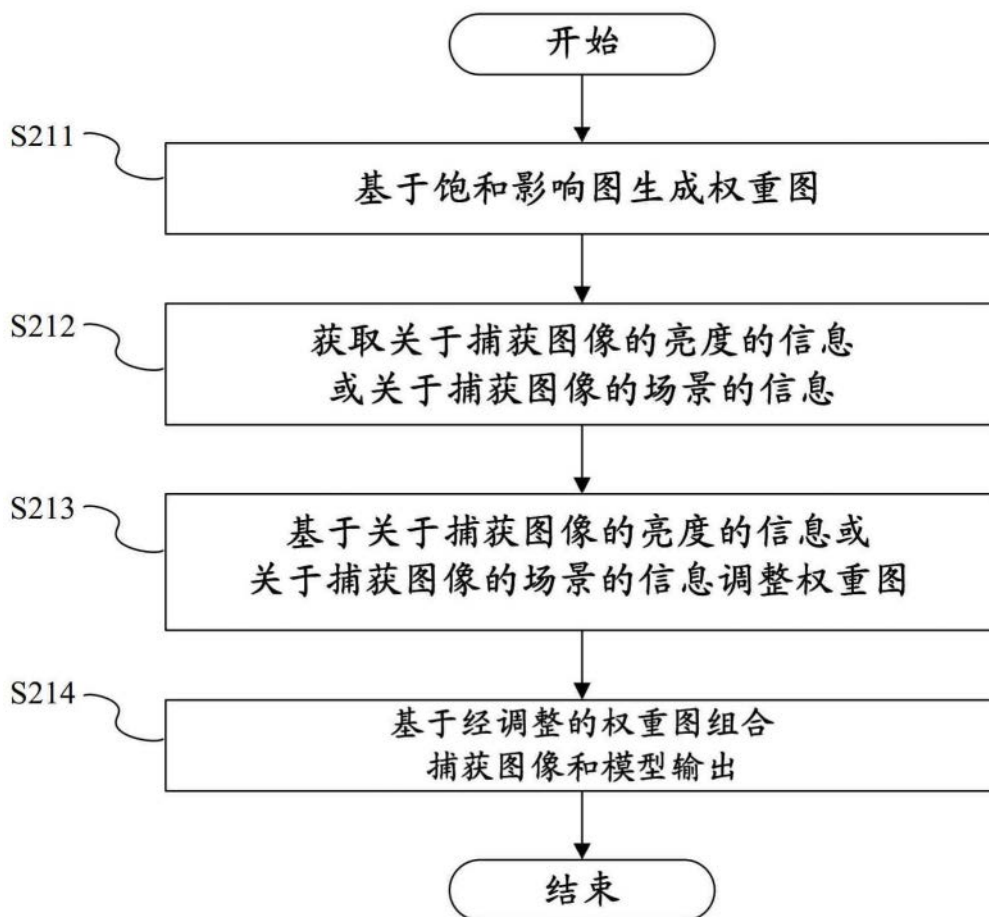 开始
S211
基于饱和影响图生成权重图
S212
获取关于捕获图像的亮度的信息
或关于捕获图像的场景的信息
S213
基于关于捕获图像的亮度的信息或
关于捕获图像的场景的信息调整权重图
S214
基于经调整的权重图组合
捕获图像和模型输出
结束